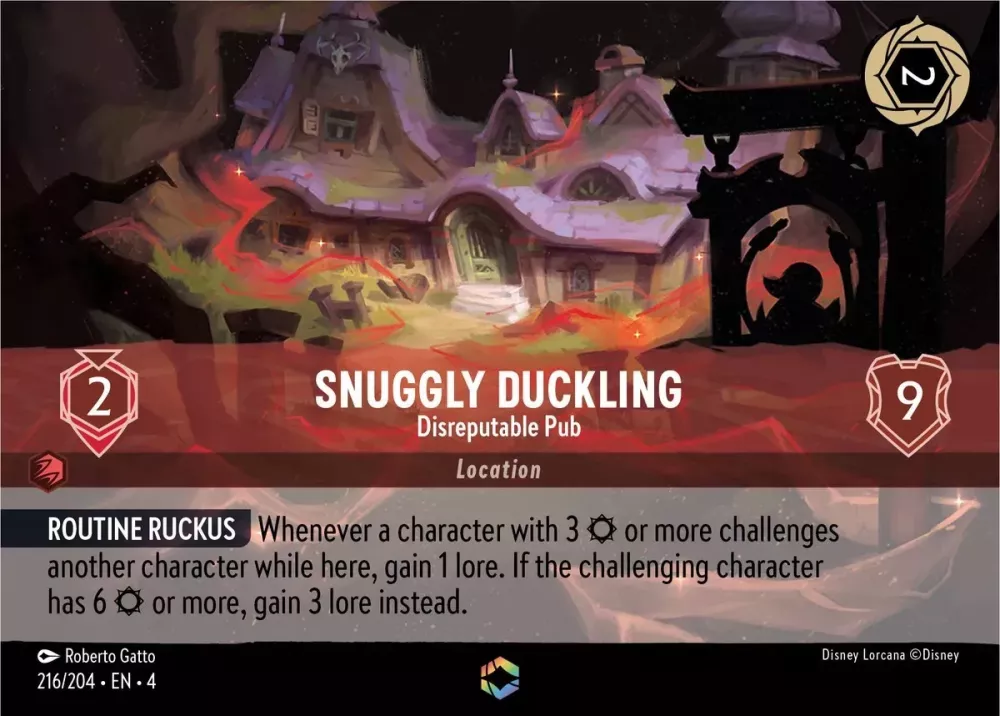 2
2
SNUGGLY DUCKLING
9
Disreputable Pub
Location
ROUTINE RUCKUS Whenever a character with 3 ⛭ or more challenges
another character while here, gain 1 lore. If the challenging character
has 6 ⛭ or more, gain 3 lore instead.
Roberto Gatto
Disney Lorcana ©Disney
216/204 • EN • 4